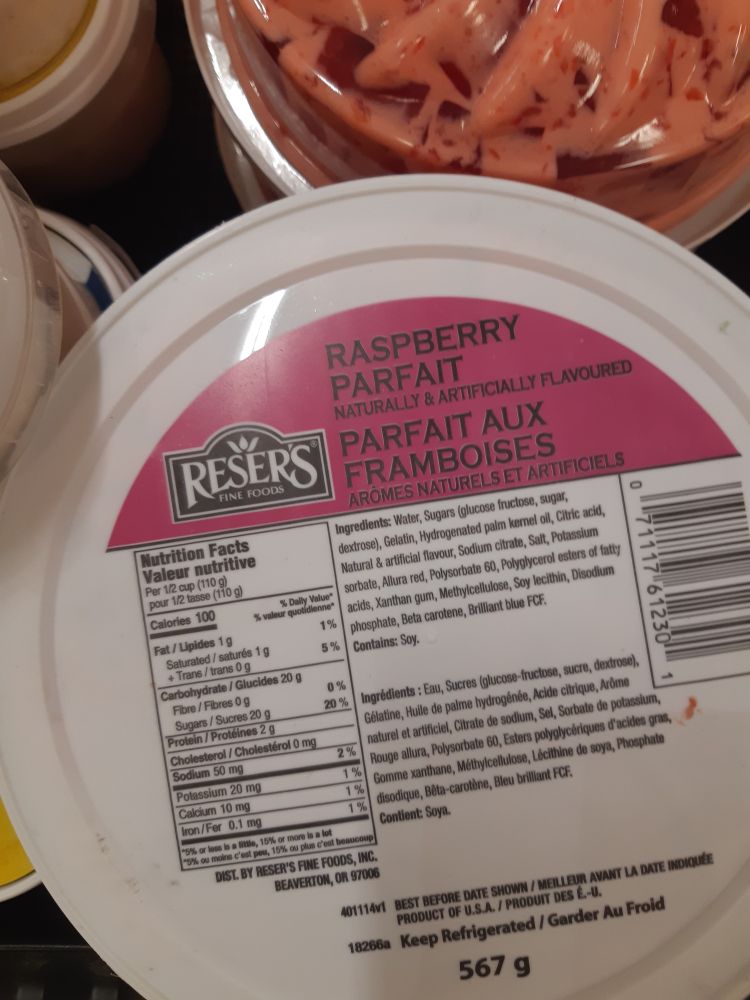 RASPBERRY
PARFAIT
NATURALLY & ARTIFICIALLY FLAVOURED
PARFAIT AUX
FRAMBOISES
ARÔMES NATURELS ET ARTIFICIELS
RESER'S®
FINE FOODS
Nutrition Facts
Valeur nutritive
Per 1/2 cup (110 g)
pour 1/2 tasse (110 g)
Calories 100
% Daily Value*
% valeur quotidienne*
Fat / Lipides 1 g 1%
Saturated / saturés 1 g 5%
+ Trans / trans 0 g
Carbohydrate / Glucides 20 g
Fibre / Fibres 0 g 0%
Sugars / Sucres 20 g 20%
Protein / Protéines 2 g
Cholesterol / Cholestérol 0 mg
Sodium 50 mg 2%
Potassium 20 mg 1%
Calcium 10 mg 1%
Iron / Fer 0.1 mg 1%
*5% or less is a little, 15% or more is a lot
*5% ou moins c'est peu, 15% ou plus c'est beaucoup
DIST. BY RESER'S FINE FOODS, INC.
BEAVERTON, OR 97006
Ingredients: Water, Sugars (glucose fructose, sugar,
dextrose), Gelatin, Hydrogenated palm kernel oil, Citric acid,
Natural & artificial flavour, Sodium citrate, Salt, Potassium
sorbate, Allura red, Polysorbate 60, Polyglycerol esters of fatty
acids, Xanthan gum, Methylcellulose, Soy lecithin, Disodium
phosphate, Beta carotene, Brilliant blue FCF.
Contains: Soy.
Ingrédients : Eau, Sucres (glucose-fructose, sucre, dextrose),
Gélatine, Huile de palme hydrogénée, Acide citrique, Arôme
naturel et artificiel, Citrate de sodium, Sel, Sorbate de potassium,
Rouge allura, Polysorbate 60, Esters polyglycériques d'acides gras,
Gomme xanthane, Méthylcellulose, Lécithine de soya, Phosphate
disodique, Bêta-carotène, Bleu brilliant FCF.
Contient: Soya.
0 71117 61230 1
401114v1 BEST BEFORE DATE SHOWN / MEILLEUR AVANT LA DATE INDIQUÉE
PRODUCT OF U.S.A. / PRODUIT DES É.-U.
18266a Keep Refrigerated / Garder Au Froid
567 g